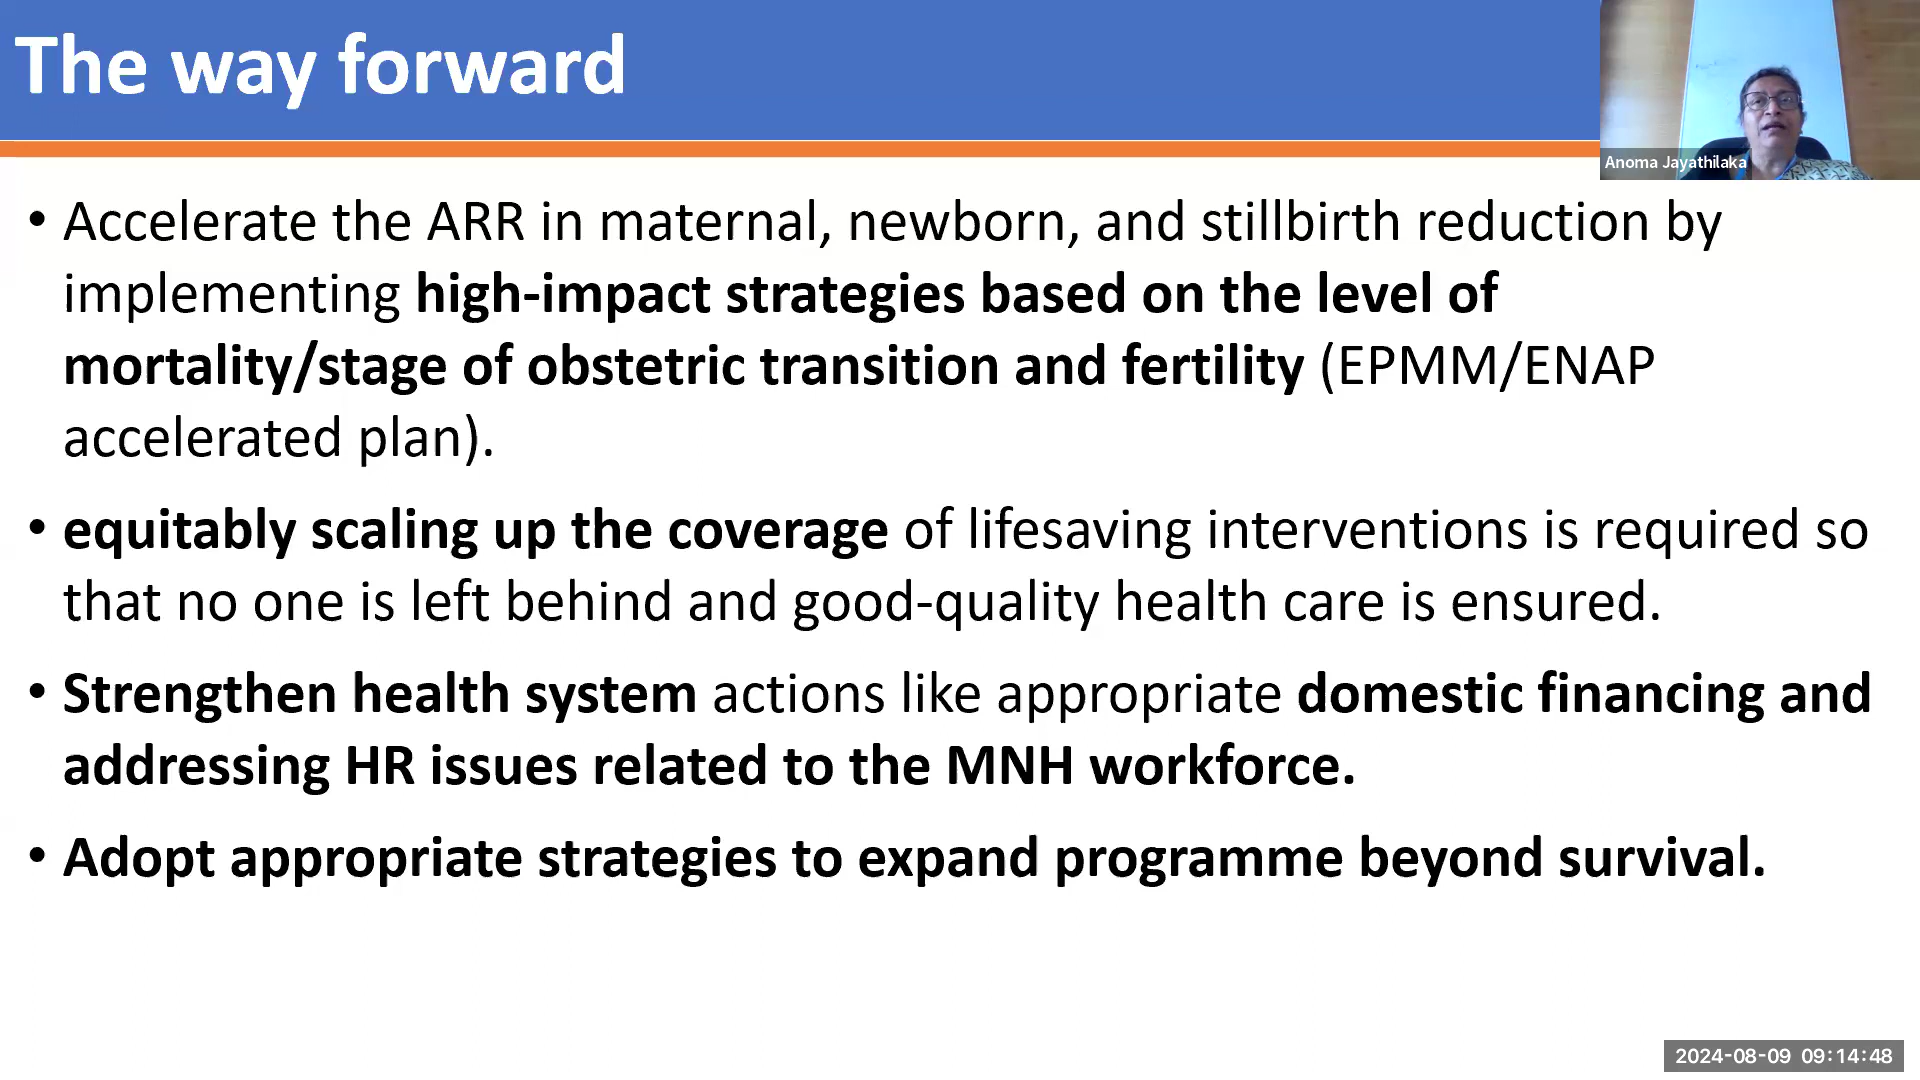 The way forward
Anoma Jayathilaka
• Accelerate the ARR in maternal, newborn, and stillbirth reduction by
implementing high-impact strategies based on the level of
mortality/stage of obstetric transition and fertility (EPMM/ENAP
accelerated plan).
• equitably scaling up the coverage of lifesaving interventions is required so
that no one is left behind and good-quality health care is ensured.
• Strengthen health system actions like appropriate domestic financing and
addressing HR issues related to the MNH workforce.
• Adopt appropriate strategies to expand programme beyond survival.
2024-08-09 09:14:48